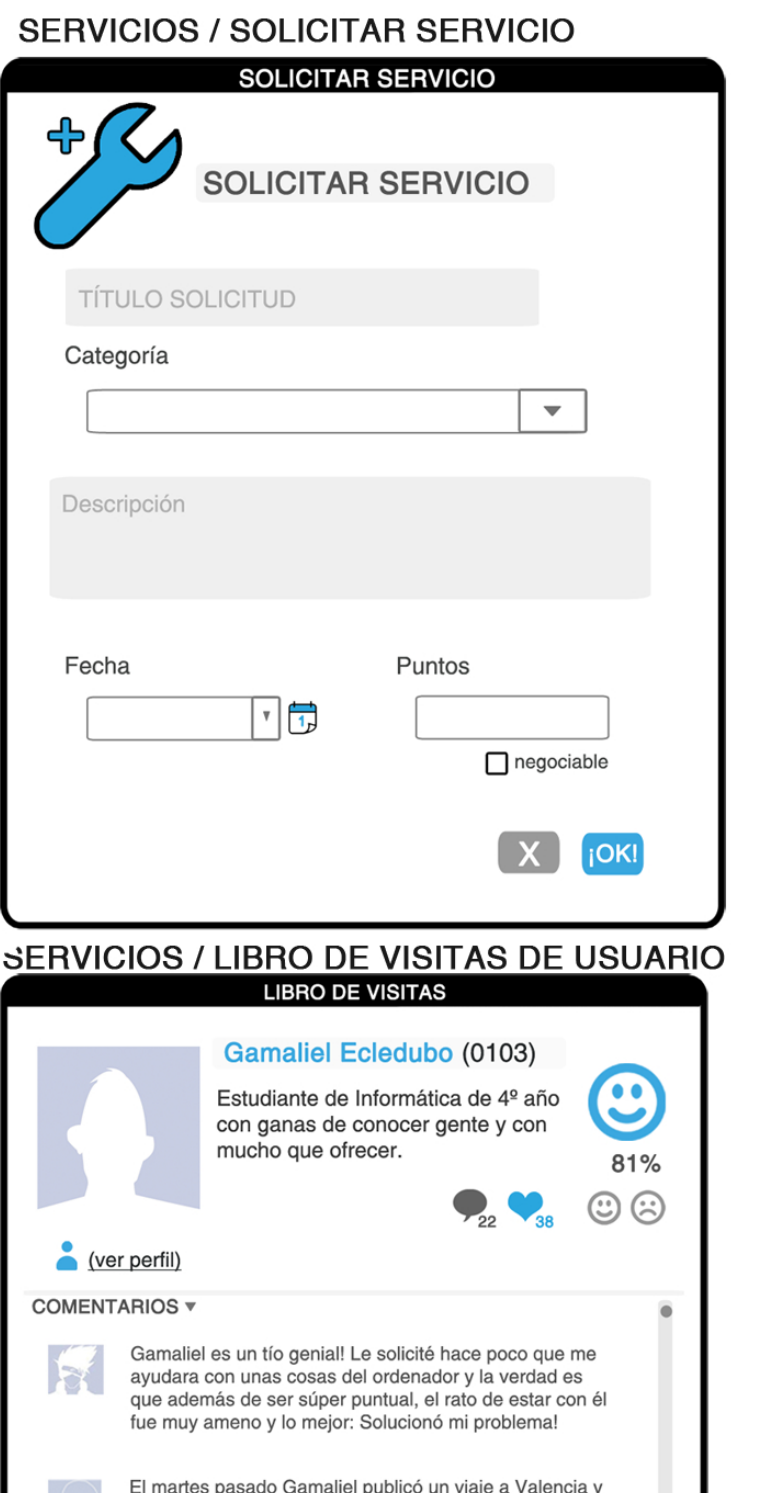 SERVICIOS / SOLICITAR SERVICIO
SOLICITAR SERVICIO
SOLICITAR SERVICIO
TÍTULO SOLICITUD
Categoría
Descripción
Fecha
Puntos
1
negociable
X
¡OK!
SERVICIOS / LIBRO DE VISITAS DE USUARIO
LIBRO DE VISITAS
Gamaliel Ecledubo (0103)
Estudiante de Informática de 4º año
con ganas de conocer gente y con
mucho que ofrecer.
81%
22
38
(ver perfil)
COMENTARIOS
Gamaliel es un tío genial! Le solicité hace poco que me
ayudara con unas cosas del ordenador y la verdad es
que además de ser súper puntual, el rato de estar con él
fue muy ameno y lo mejor: Solucionó mi problema!
El martes pasado Gamaliel publicó un viaje a Valencia y